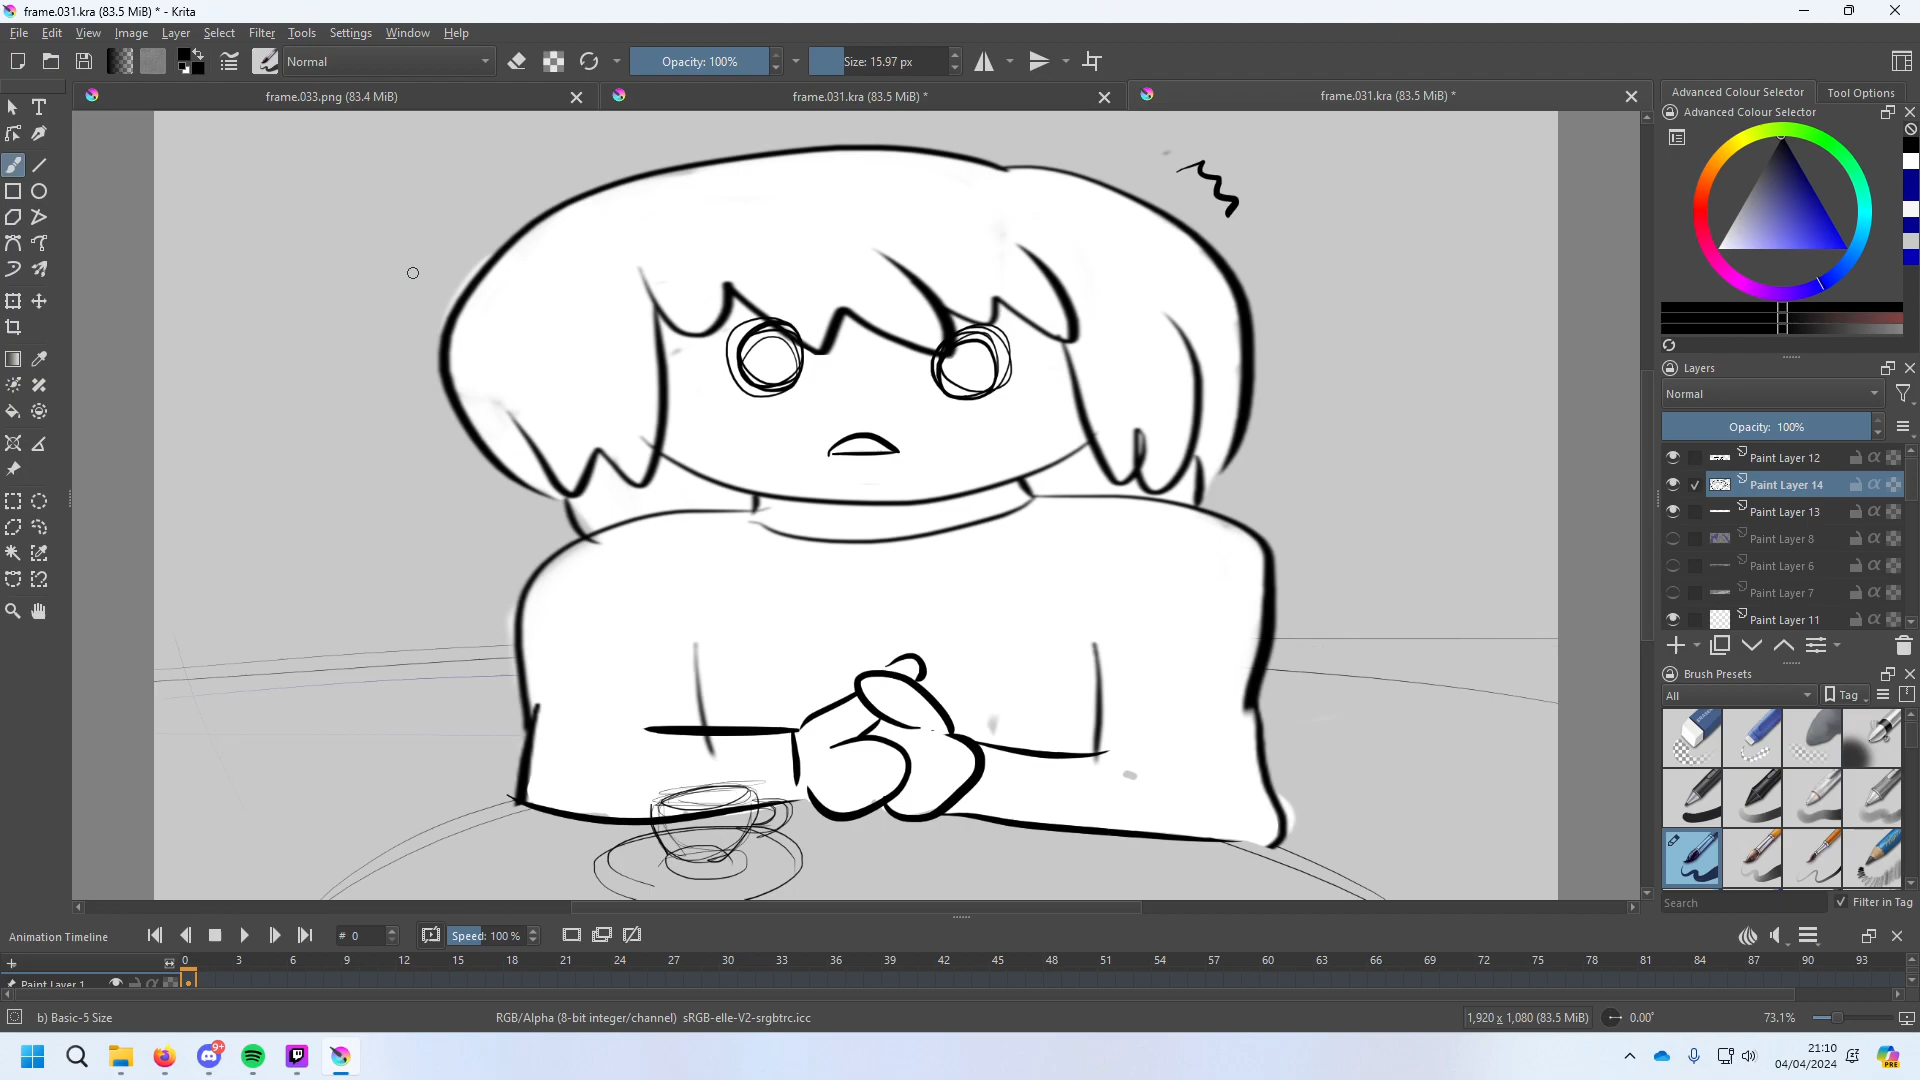 frame.031.kra (83.5 MiB) * - Krita
File Edit View Image Layer Select Filter Tools Settings Window Help
Normal Opacity: 100% Size: 15.97 px
frame.033.png (83.4 MiB) frame.031.kra (83.5 MiB) * frame.031.kra (83.5 MiB) *
Advanced Colour Selector Tool Options
Advanced Colour Selector
Layers
Normal
Opacity: 100%
Paint Layer 12
Paint Layer 14
Paint Layer 13
Paint Layer 8
Paint Layer 6
Paint Layer 7
Paint Layer 11
Brush Presets
All Tag
Search Filter in Tag
Animation Timeline # 0 Speed: 100 %
0 3 6 9 12 15 18 21 24 27 30 33 36 39 42 45 48 51 54 57 60 63 66 69 72 75 78 81 84 87 90 93
Paint Layer 1
b) Basic-5 Size RGB/Alpha (8-bit integer/channel) sRGB-elle-V2-srgbtrc.icc 1,920 x 1,080 (83.5 MiB) 0.00° 73.1%
9+
21:10
04/04/2024
PRE